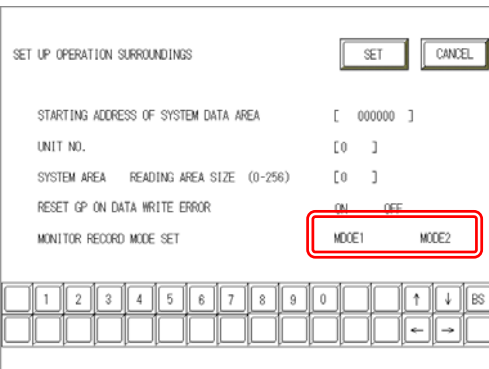 SET UP OPERATION SURROUNDINGS SET CANCEL
STARTING ADDRESS OF SYSTEM DATA AREA [ 000000 ]
UNIT NO. [0 ]
SYSTEM AREA READING AREA SIZE (0-256) [0 ]
RESET GP ON DATA WRITE ERROR ON OFF
MONITOR RECORD MODE SET MDOE1 MODE2
1 2 3 4 5 6 7 8 9 0 ↑ ↓ BS
← →